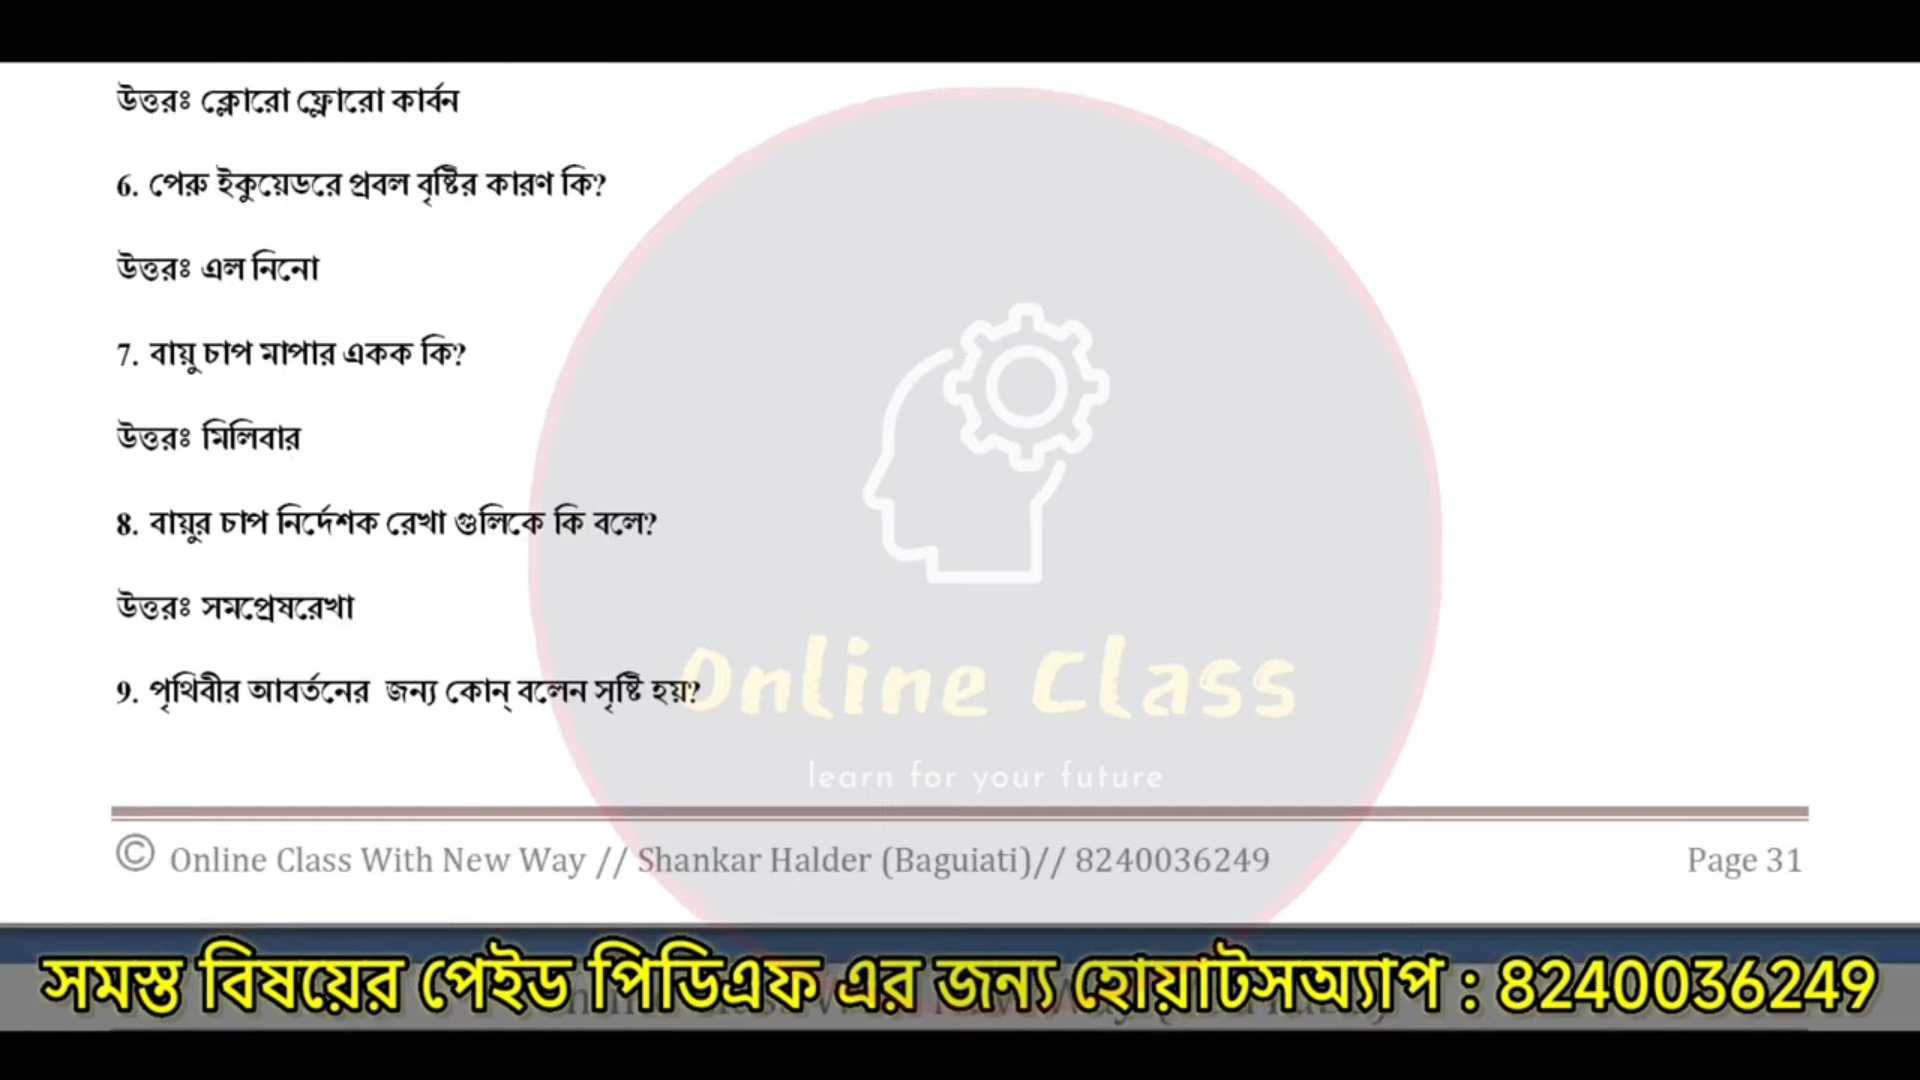 উত্তরঃ ক্লোরো ফ্লোরো কার্বন
6. পেরু ইকুয়েডরে প্রবল বৃষ্টির কারণ কি?
উত্তরঃ এল নিনো
7. বায়ু চাপ মাপার একক কি?
উত্তরঃ মিলিবার
8. বায়ুর চাপ নির্দেশক রেখা গুলিকে কি বলে?
উত্তরঃ সমপ্রেষরেখা
9. পৃথিবীর আবর্তনের জন্য কোন্ বলেন সৃষ্টি হয়?
Online Class
learn for your future
© Online Class With New Way // Shankar Halder (Baguiati)// 8240036249 Page 31
সমস্ত বিষয়ের পেইড পিডিএফ এর জন্য হোয়াটসঅ্যাপ : 8240036249